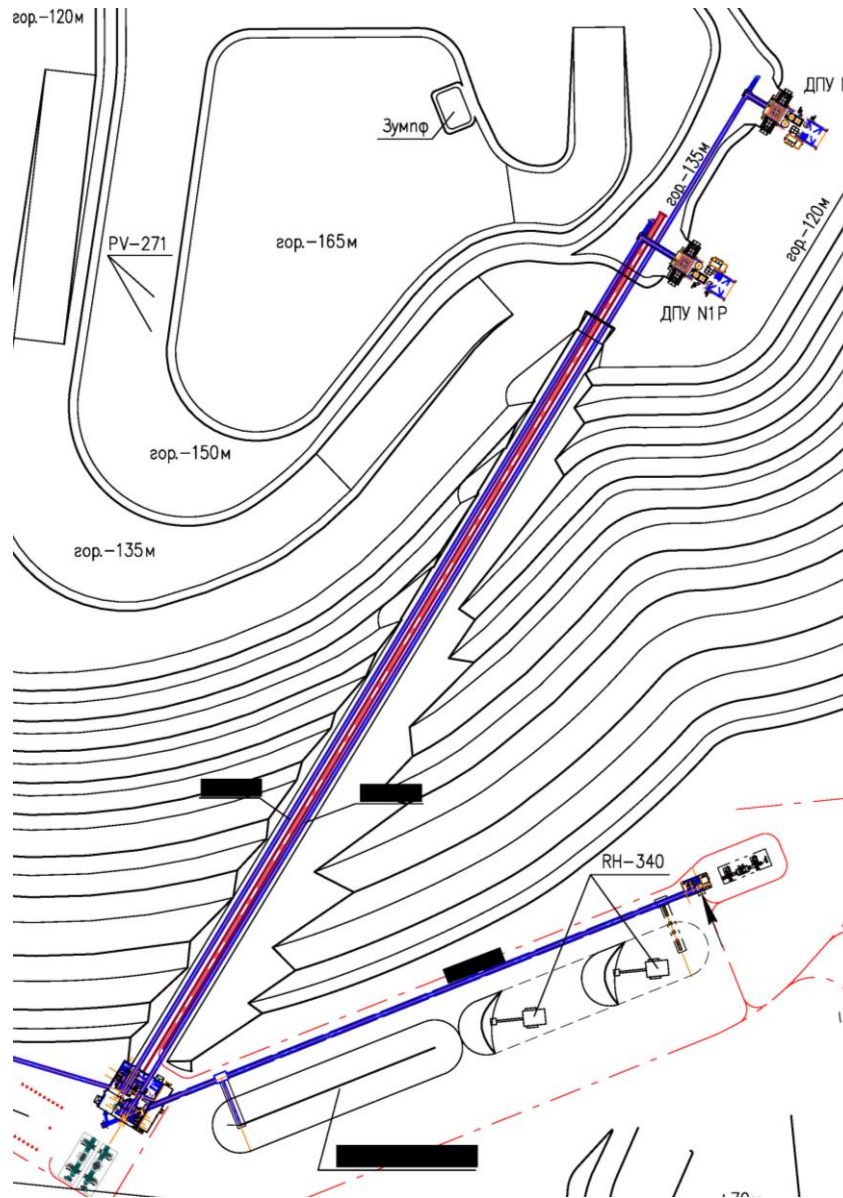 гор.-120м
ДПУ
Зумпф
гор.-135м
PV-271
гор.-165м
гор.-120м
ДПУ N1P
гор.-150м
гор.-135м
RH-340